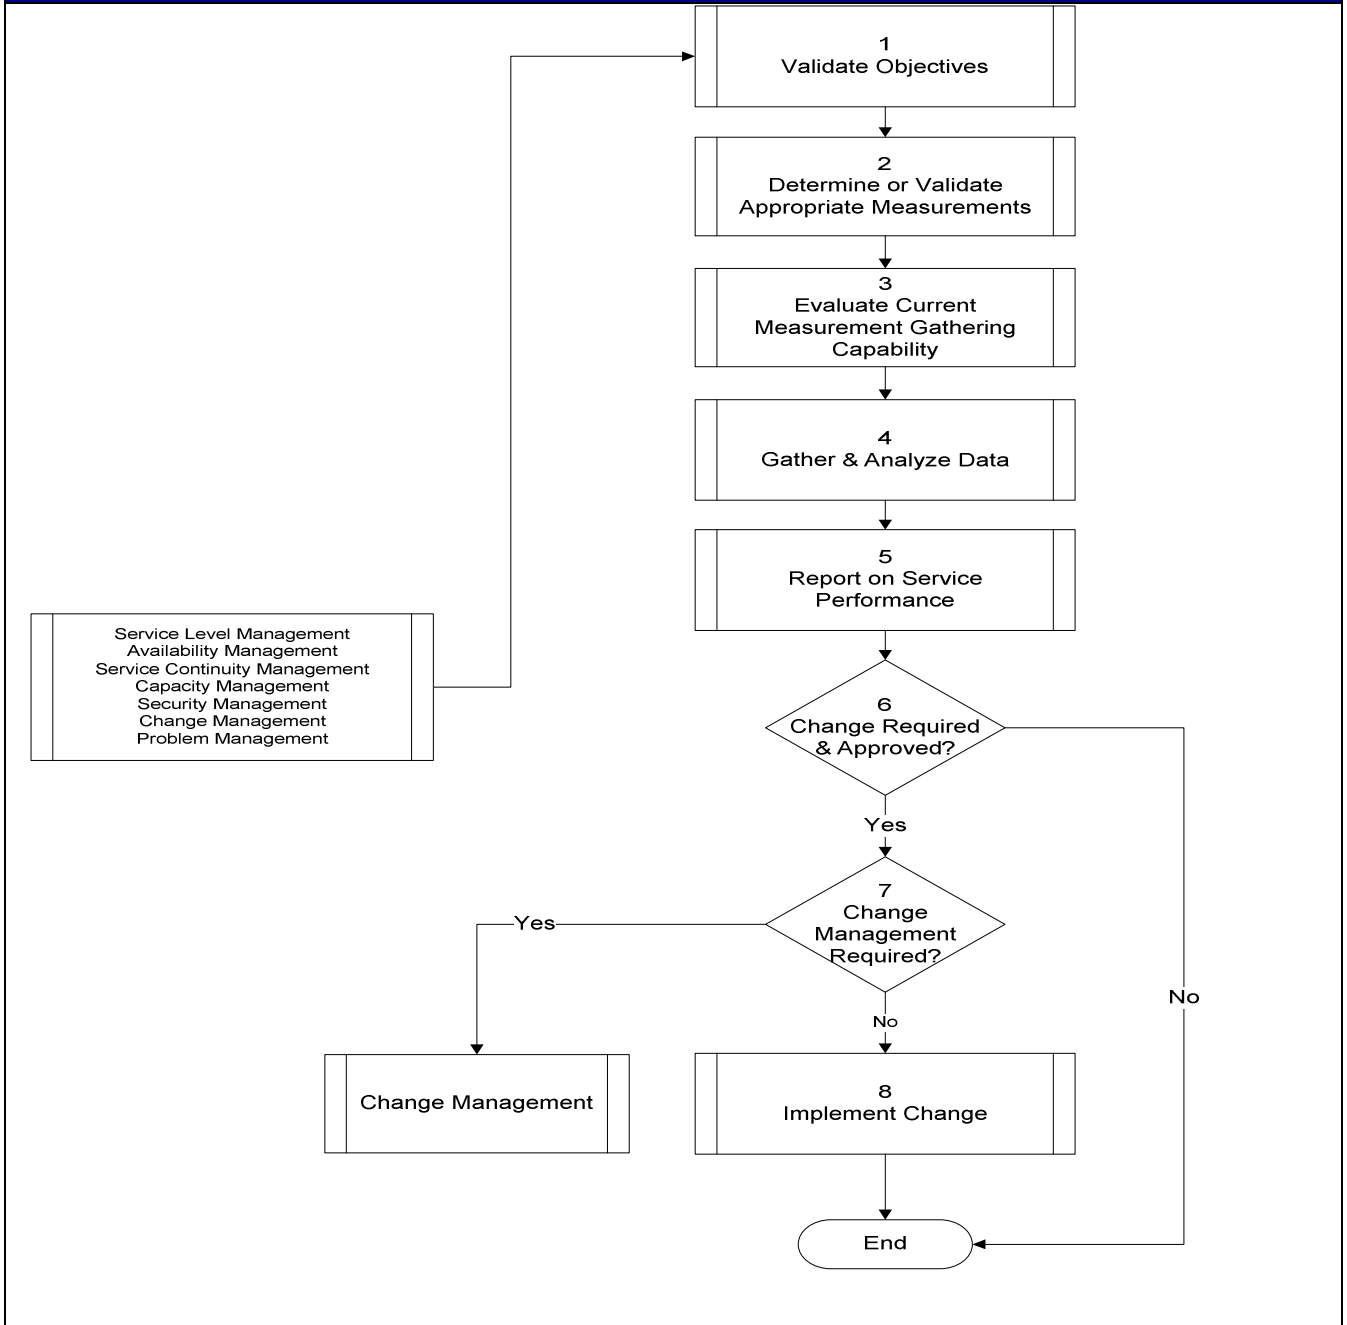 1
Validate Objectives
2
Determine or Validate
Appropriate Measurements
3
Evaluate Current
Measurement Gathering
Capability
4
Gather & Analyze Data
5
Report on Service
Performance
Service Level Management
Availability Management
Service Continuity Management
Capacity Management
Security Management
Change Management
Problem Management
6
Change Required
& Approved?
Yes
7
Change
Management
Required?
Yes
No
No
Change Management
8
Implement Change
End